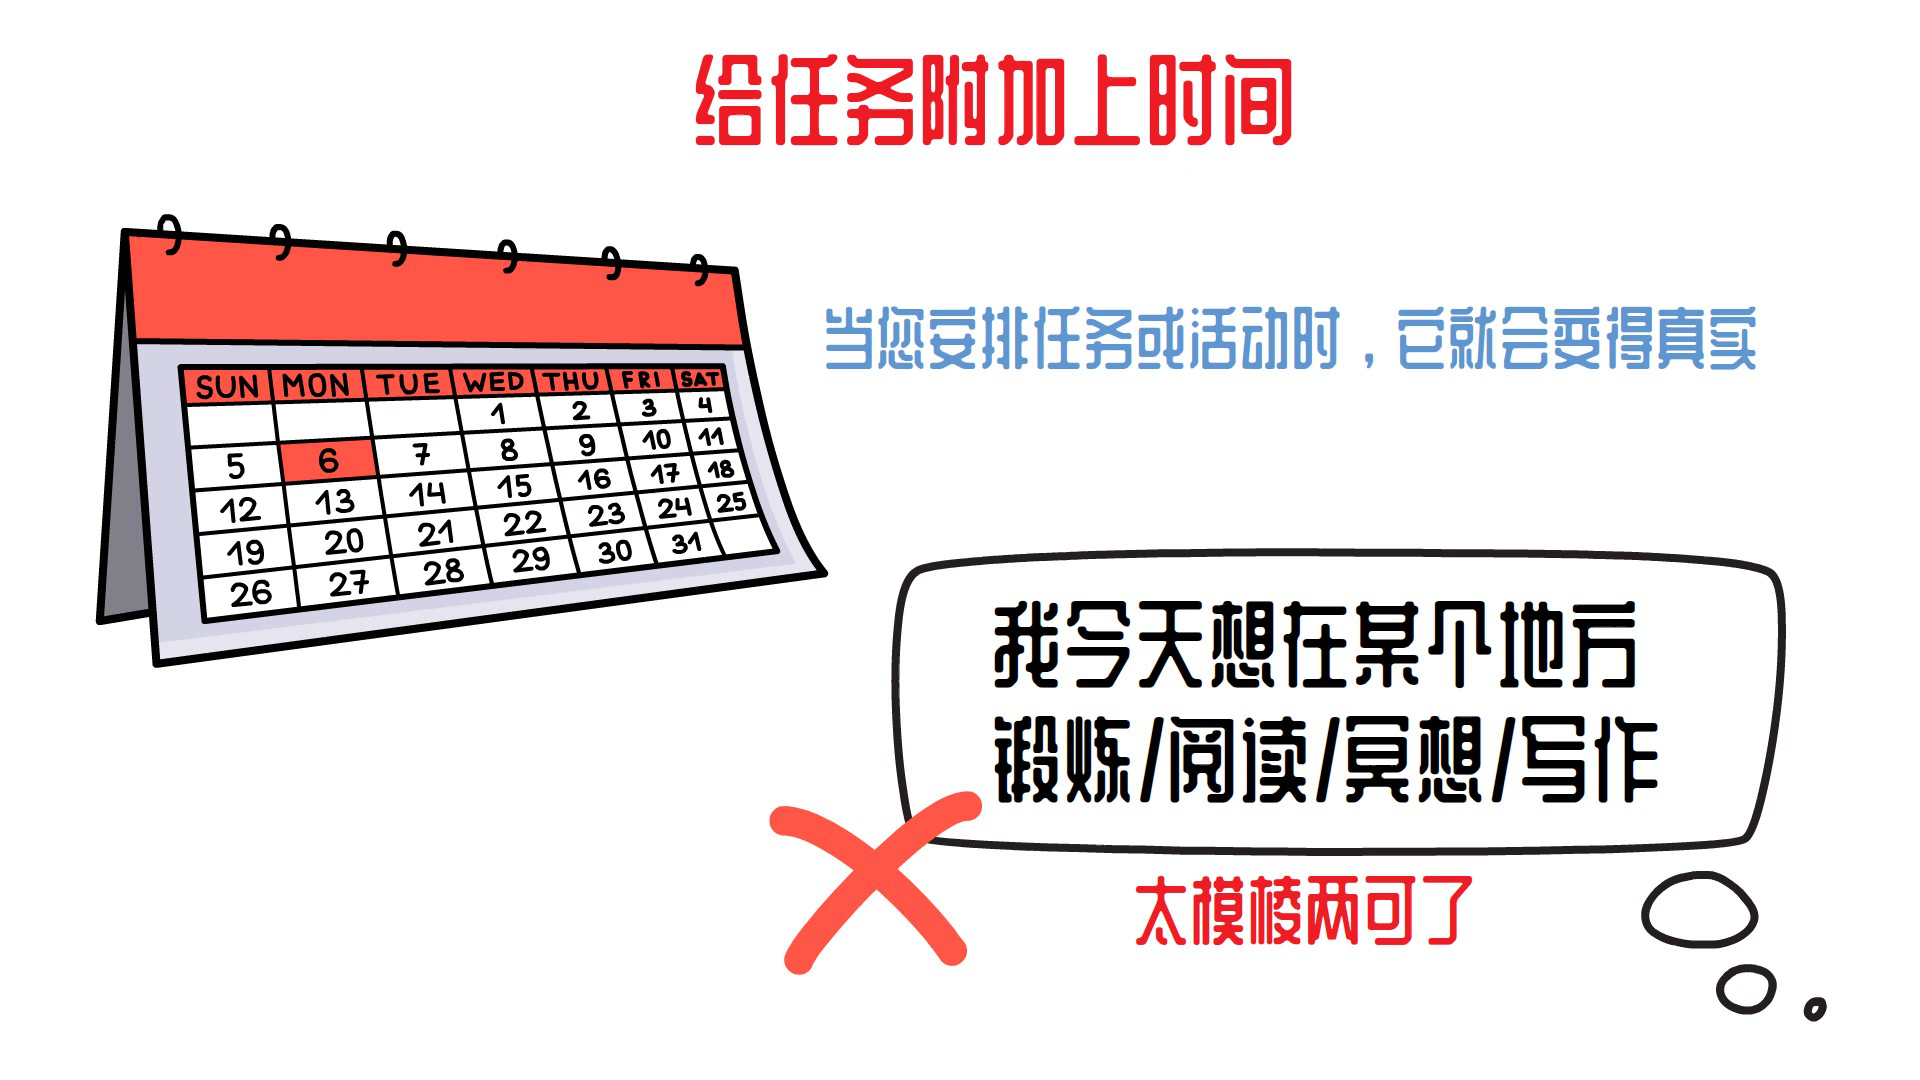 给任务附加上时间
当您安排任务或活动时，它就会变得真实
SUN MON TUE WED THU FRI SAT
1 2 3 4
5 6 7 8 9 10 11
12 13 14 15 16 17 18
19 20 21 22 23 24 25
26 27 28 29 30 31
我今天想在某个地方
锻炼/阅读/冥想/写作
太模棱两可了